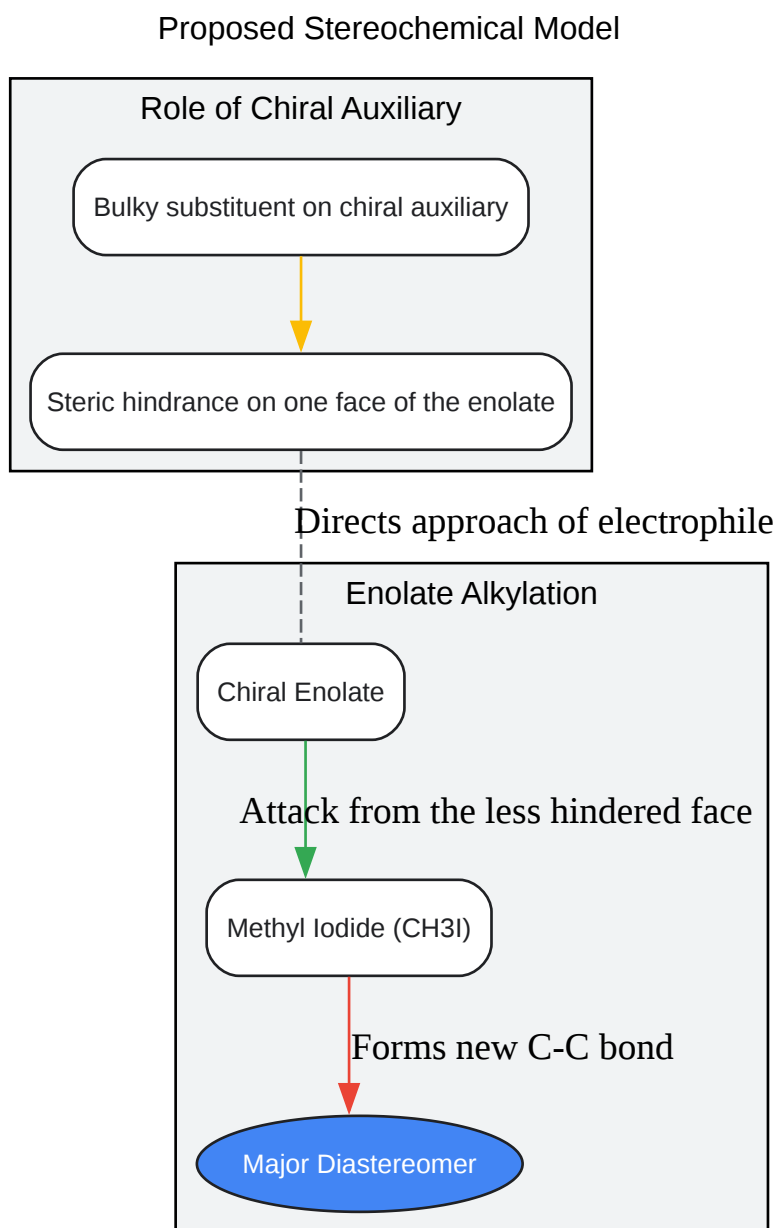 Proposed Stereochemical Model
Role of Chiral Auxiliary
Bulky substituent on chiral auxiliary
Steric hindrance on one face of the enolate
Directs approach of electrophile
Enolate Alkylation
Chiral Enolate
Attack from the less hindered face
Methyl Iodide (CH3I)
Forms new C-C bond
Major Diastereomer